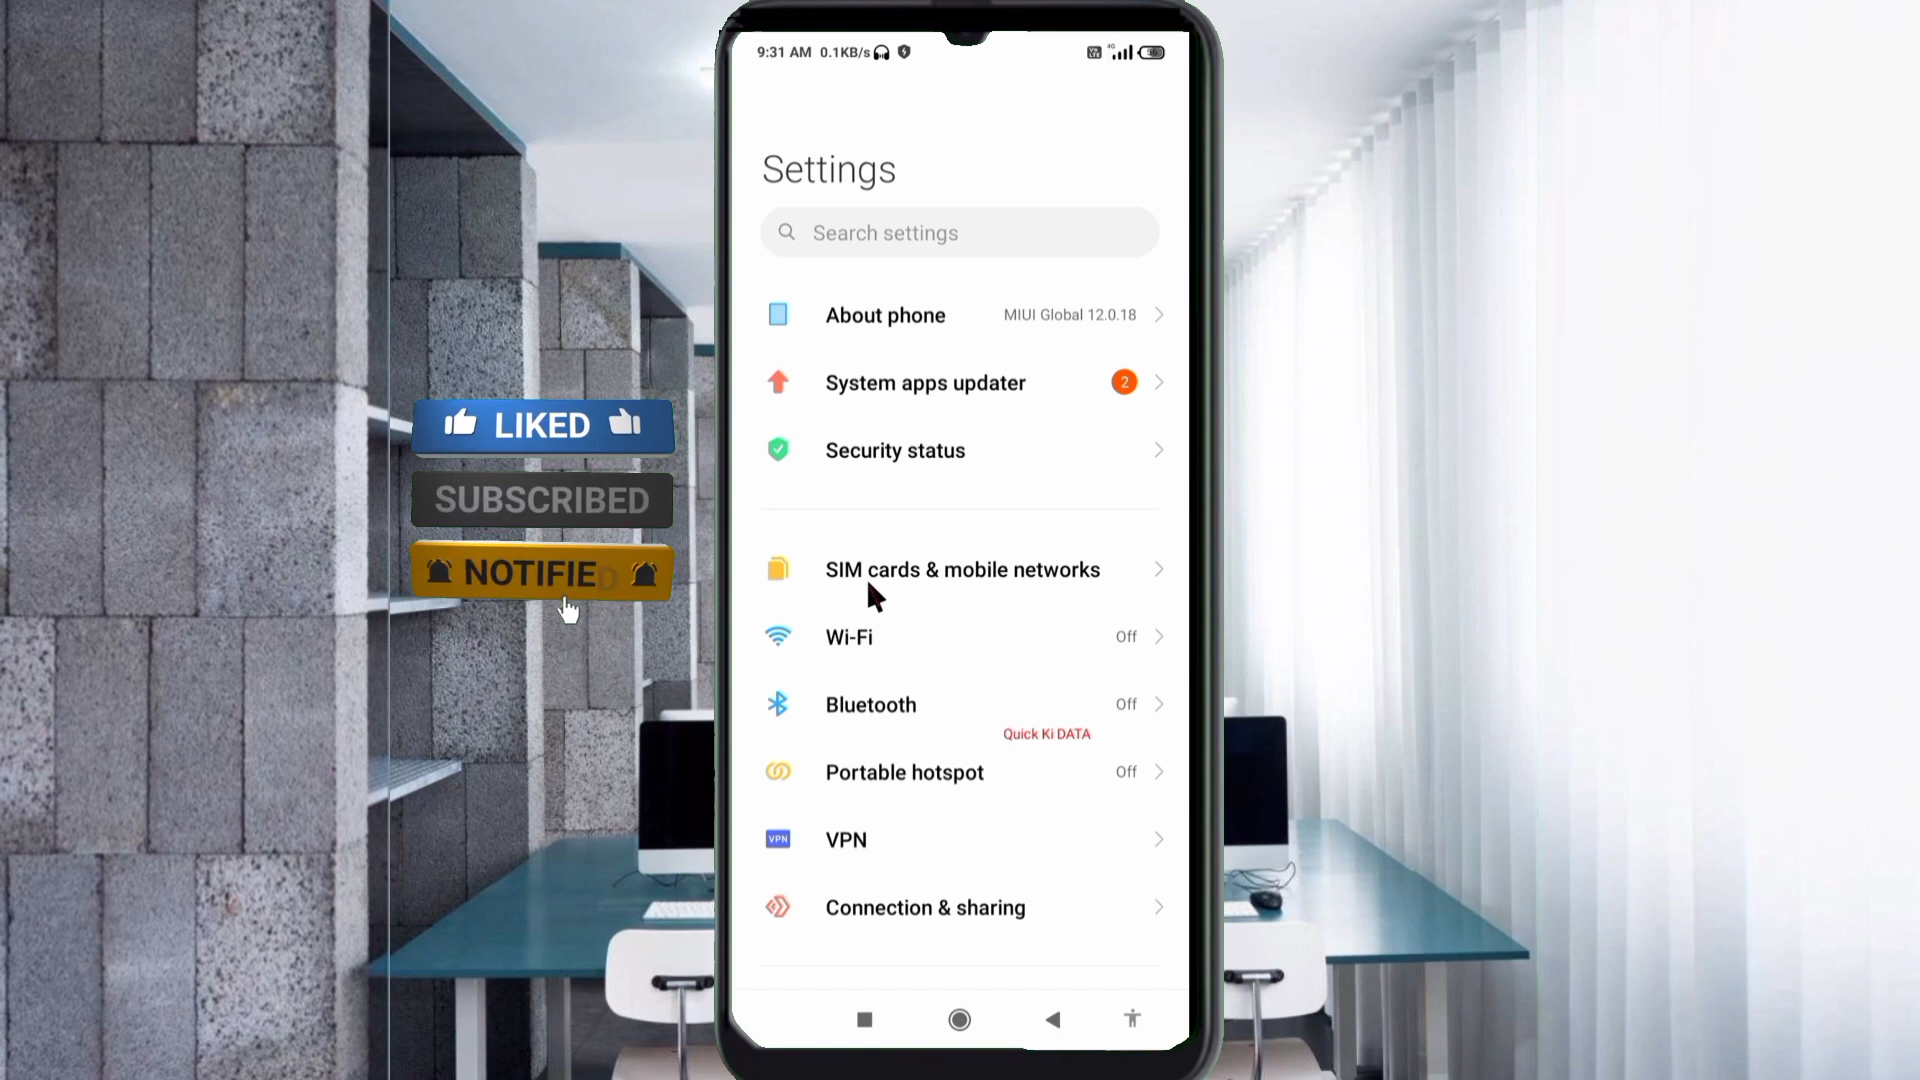 9:31 AM 0.1KB/s
4G
Settings
Search settings
About phone MIUI Global 12.0.18
System apps updater 2
Security status
LIKED
SUBSCRIBED
NOTIFIED
SIM cards & mobile networks
Wi-Fi Off
Bluetooth Off
Quick Ki DATA
Portable hotspot Off
VPN VPN
Connection & sharing